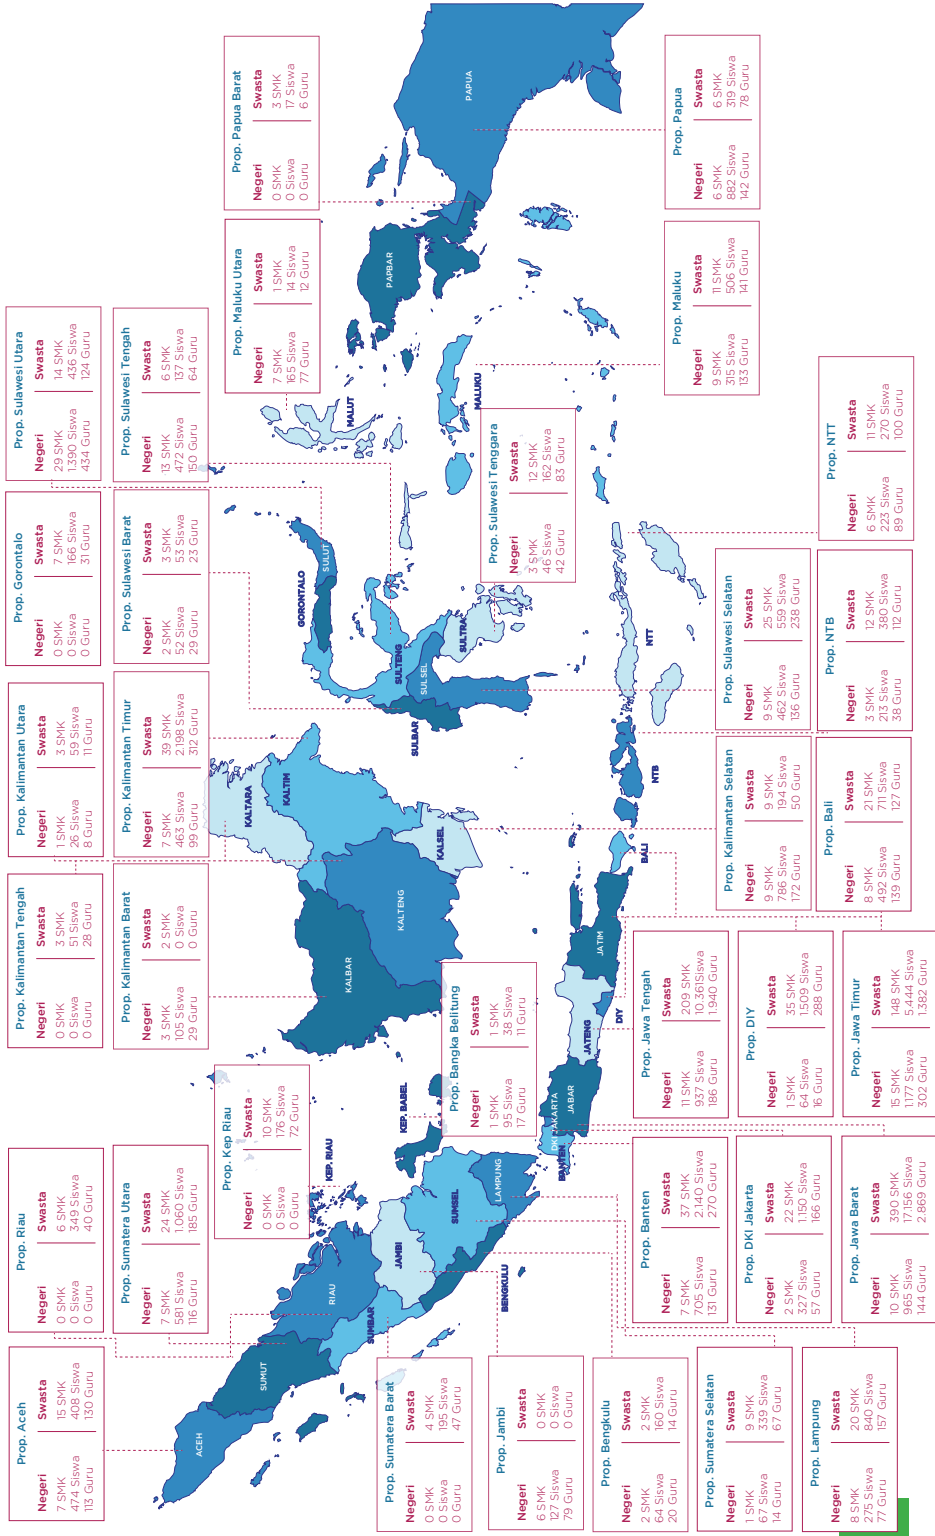 Prop. Aceh
Negeri
7 SMK
474 Siswa
113 Guru
Swasta
15 SMK
408 Siswa
130 Guru
Prop. Riau
Negeri
0 SMK
0 Siswa
0 Guru
Swasta
6 SMK
349 Siswa
40 Guru
Prop. Sumatera Utara
Negeri
7 SMK
581 Siswa
116 Guru
Swasta
24 SMK
1.060 Siswa
185 Guru
Prop. Kep Riau
Negeri
0 SMK
0 Siswa
0 Guru
Swasta
10 SMK
176 Siswa
72 Guru
Prop. Kalimantan Tengah
Negeri
0 SMK
0 Siswa
0 Guru
Swasta
3 SMK
51 Siswa
28 Guru
Prop. Kalimantan Barat
Negeri
3 SMK
105 Siswa
29 Guru
Swasta
2 SMK
0 Siswa
0 Guru
Prop. Kalimantan Utara
Negeri
1 SMK
26 Siswa
8 Guru
Swasta
3 SMK
59 Siswa
11 Guru
Prop. Kalimantan Timur
Negeri
7 SMK
463 Siswa
99 Guru
Swasta
39 SMK
2.198 Siswa
312 Guru
Prop. Gorontalo
Negeri
0 SMK
0 Siswa
0 Guru
Swasta
7 SMK
166 Siswa
31 Guru
Prop. Sulawesi Barat
Negeri
2 SMK
52 Siswa
29 Guru
Swasta
3 SMK
53 Siswa
23 Guru
Prop. Sulawesi Utara
Negeri
29 SMK
1.390 Siswa
434 Guru
Swasta
14 SMK
436 Siswa
124 Guru
Prop. Sulawesi Tengah
Negeri
13 SMK
472 Siswa
150 Guru
Swasta
6 SMK
137 Siswa
64 Guru
Prop. Maluku Utara
Negeri
7 SMK
165 Siswa
77 Guru
Swasta
1 SMK
14 Siswa
12 Guru
Prop. Papua Barat
Negeri
0 SMK
0 Siswa
0 Guru
Swasta
3 SMK
17 Siswa
6 Guru
ACEH
SUMUT
RIAU
SUMBAR
KEP. RIAU
JAMBI
SUMSEL
BENGKULU
LAMPUNG
KEP. BABEL
BANTEN
DKI JAKARTA
JABAR
JATENG
DIY
JATIM
BALI
NTB
NTT
KALBAR
KALTENG
KALSEL
KALTIM
KALTARA
SULBAR
SULSEL
SULTENG
SULTRA
GORONTALO
SULUT
MALUT
MALUKU
PAPBAR
PAPUA
Prop. Bangka Belitung
Negeri
1 SMK
95 Siswa
17 Guru
Swasta
1 SMK
38 Siswa
11 Guru
Prop. Sulawesi Tenggara
Negeri
3 SMK
46 Siswa
42 Guru
Swasta
12 SMK
162 Siswa
83 Guru
Prop. Sumatera Barat
Negeri
0 SMK
0 Siswa
0 Guru
Swasta
4 SMK
195 Siswa
47 Guru
Prop. Jambi
Negeri
6 SMK
127 Siswa
79 Guru
Swasta
0 SMK
0 Siswa
0 Guru
Prop. Bengkulu
Negeri
2 SMK
64 Siswa
20 Guru
Swasta
2 SMK
160 Siswa
14 Guru
Prop. Sumatera Selatan
Negeri
1 SMK
67 Siswa
14 Guru
Swasta
9 SMK
339 Siswa
67 Guru
Prop. Lampung
Negeri
8 SMK
275 Siswa
77 Guru
Swasta
20 SMK
840 Siswa
157 Guru
Prop. Banten
Negeri
7 SMK
705 Siswa
131 Guru
Swasta
37 SMK
2.140 Siswa
270 Guru
Prop. DKI Jakarta
Negeri
2 SMK
327 Siswa
57 Guru
Swasta
22 SMK
1.150 Siswa
166 Guru
Prop. Jawa Barat
Negeri
10 SMK
965 Siswa
144 Guru
Swasta
390 SMK
17.156 Siswa
2.869 Guru
Prop. Jawa Tengah
Negeri
11 SMK
937 Siswa
186 Guru
Swasta
209 SMK
10.361Siswa
1.940 Guru
Prop. DIY
Negeri
1 SMK
64 Siswa
16 Guru
Swasta
35 SMK
1.509 Siswa
288 Guru
Prop. Jawa Timur
Negeri
15 SMK
1.177 Siswa
302 Guru
Swasta
148 SMK
5.444 Siswa
1.382 Guru
Prop. Kalimantan Selatan
Negeri
9 SMK
786 Siswa
172 Guru
Swasta
9 SMK
194 Siswa
50 Guru
Prop. Bali
Negeri
8 SMK
492 Siswa
139 Guru
Swasta
21 SMK
711 Siswa
127 Guru
Prop. Sulawesi Selatan
Negeri
9 SMK
462 Siswa
136 Guru
Swasta
25 SMK
559 Siswa
238 Guru
Prop. NTB
Negeri
3 SMK
213 Siswa
38 Guru
Swasta
12 SMK
380 Siswa
112 Guru
Prop. NTT
Negeri
6 SMK
223 Siswa
89 Guru
Swasta
11 SMK
270 Siswa
100 Guru
Prop. Maluku
Negeri
9 SMK
315 Siswa
133 Guru
Swasta
11 SMK
506 Siswa
141 Guru
Prop. Papua
Negeri
6 SMK
882 Siswa
142 Guru
Swasta
6 SMK
319 Siswa
78 Guru